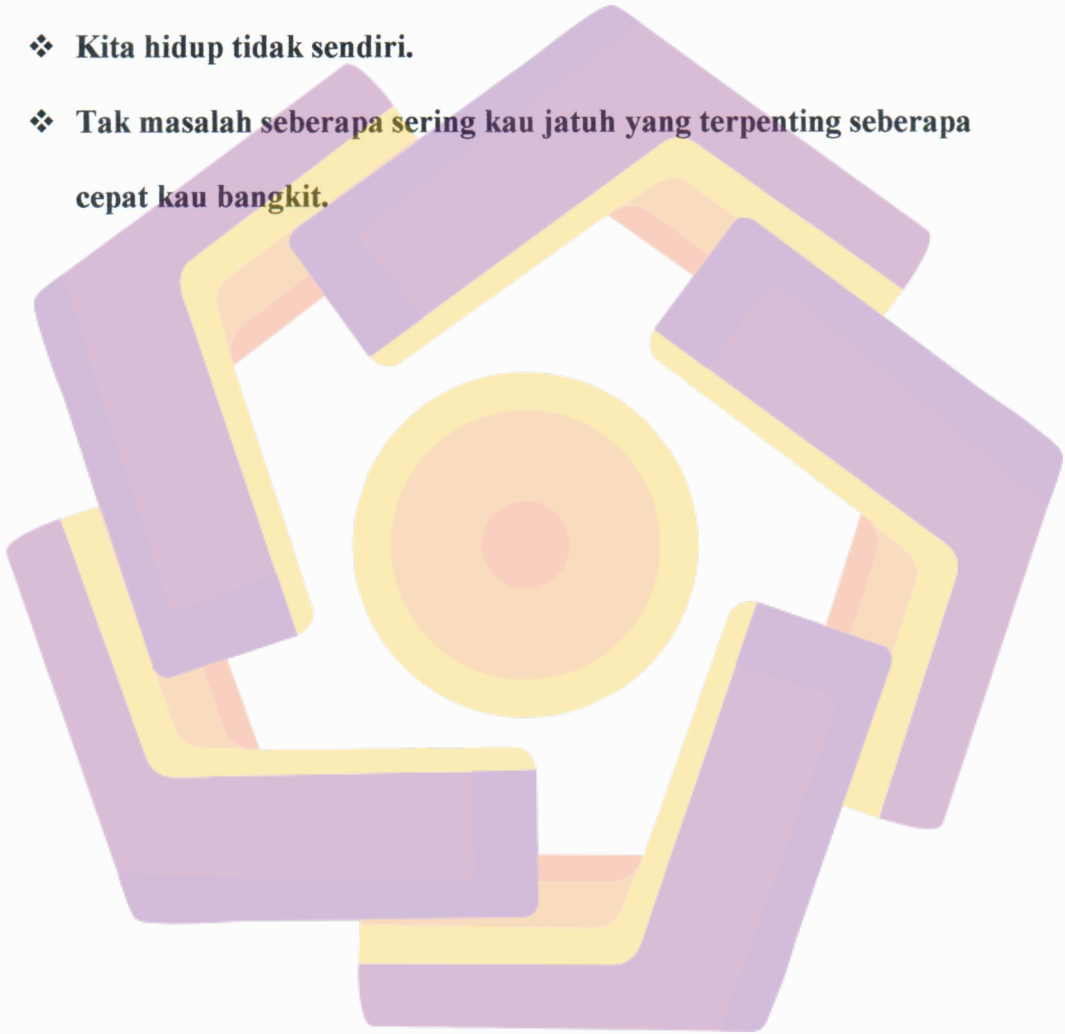 ❖ Kita hidup tidak sendiri.
❖ Tak masalah seberapa sering kau jatuh yang terpenting seberapa
cepat kau bangkit.